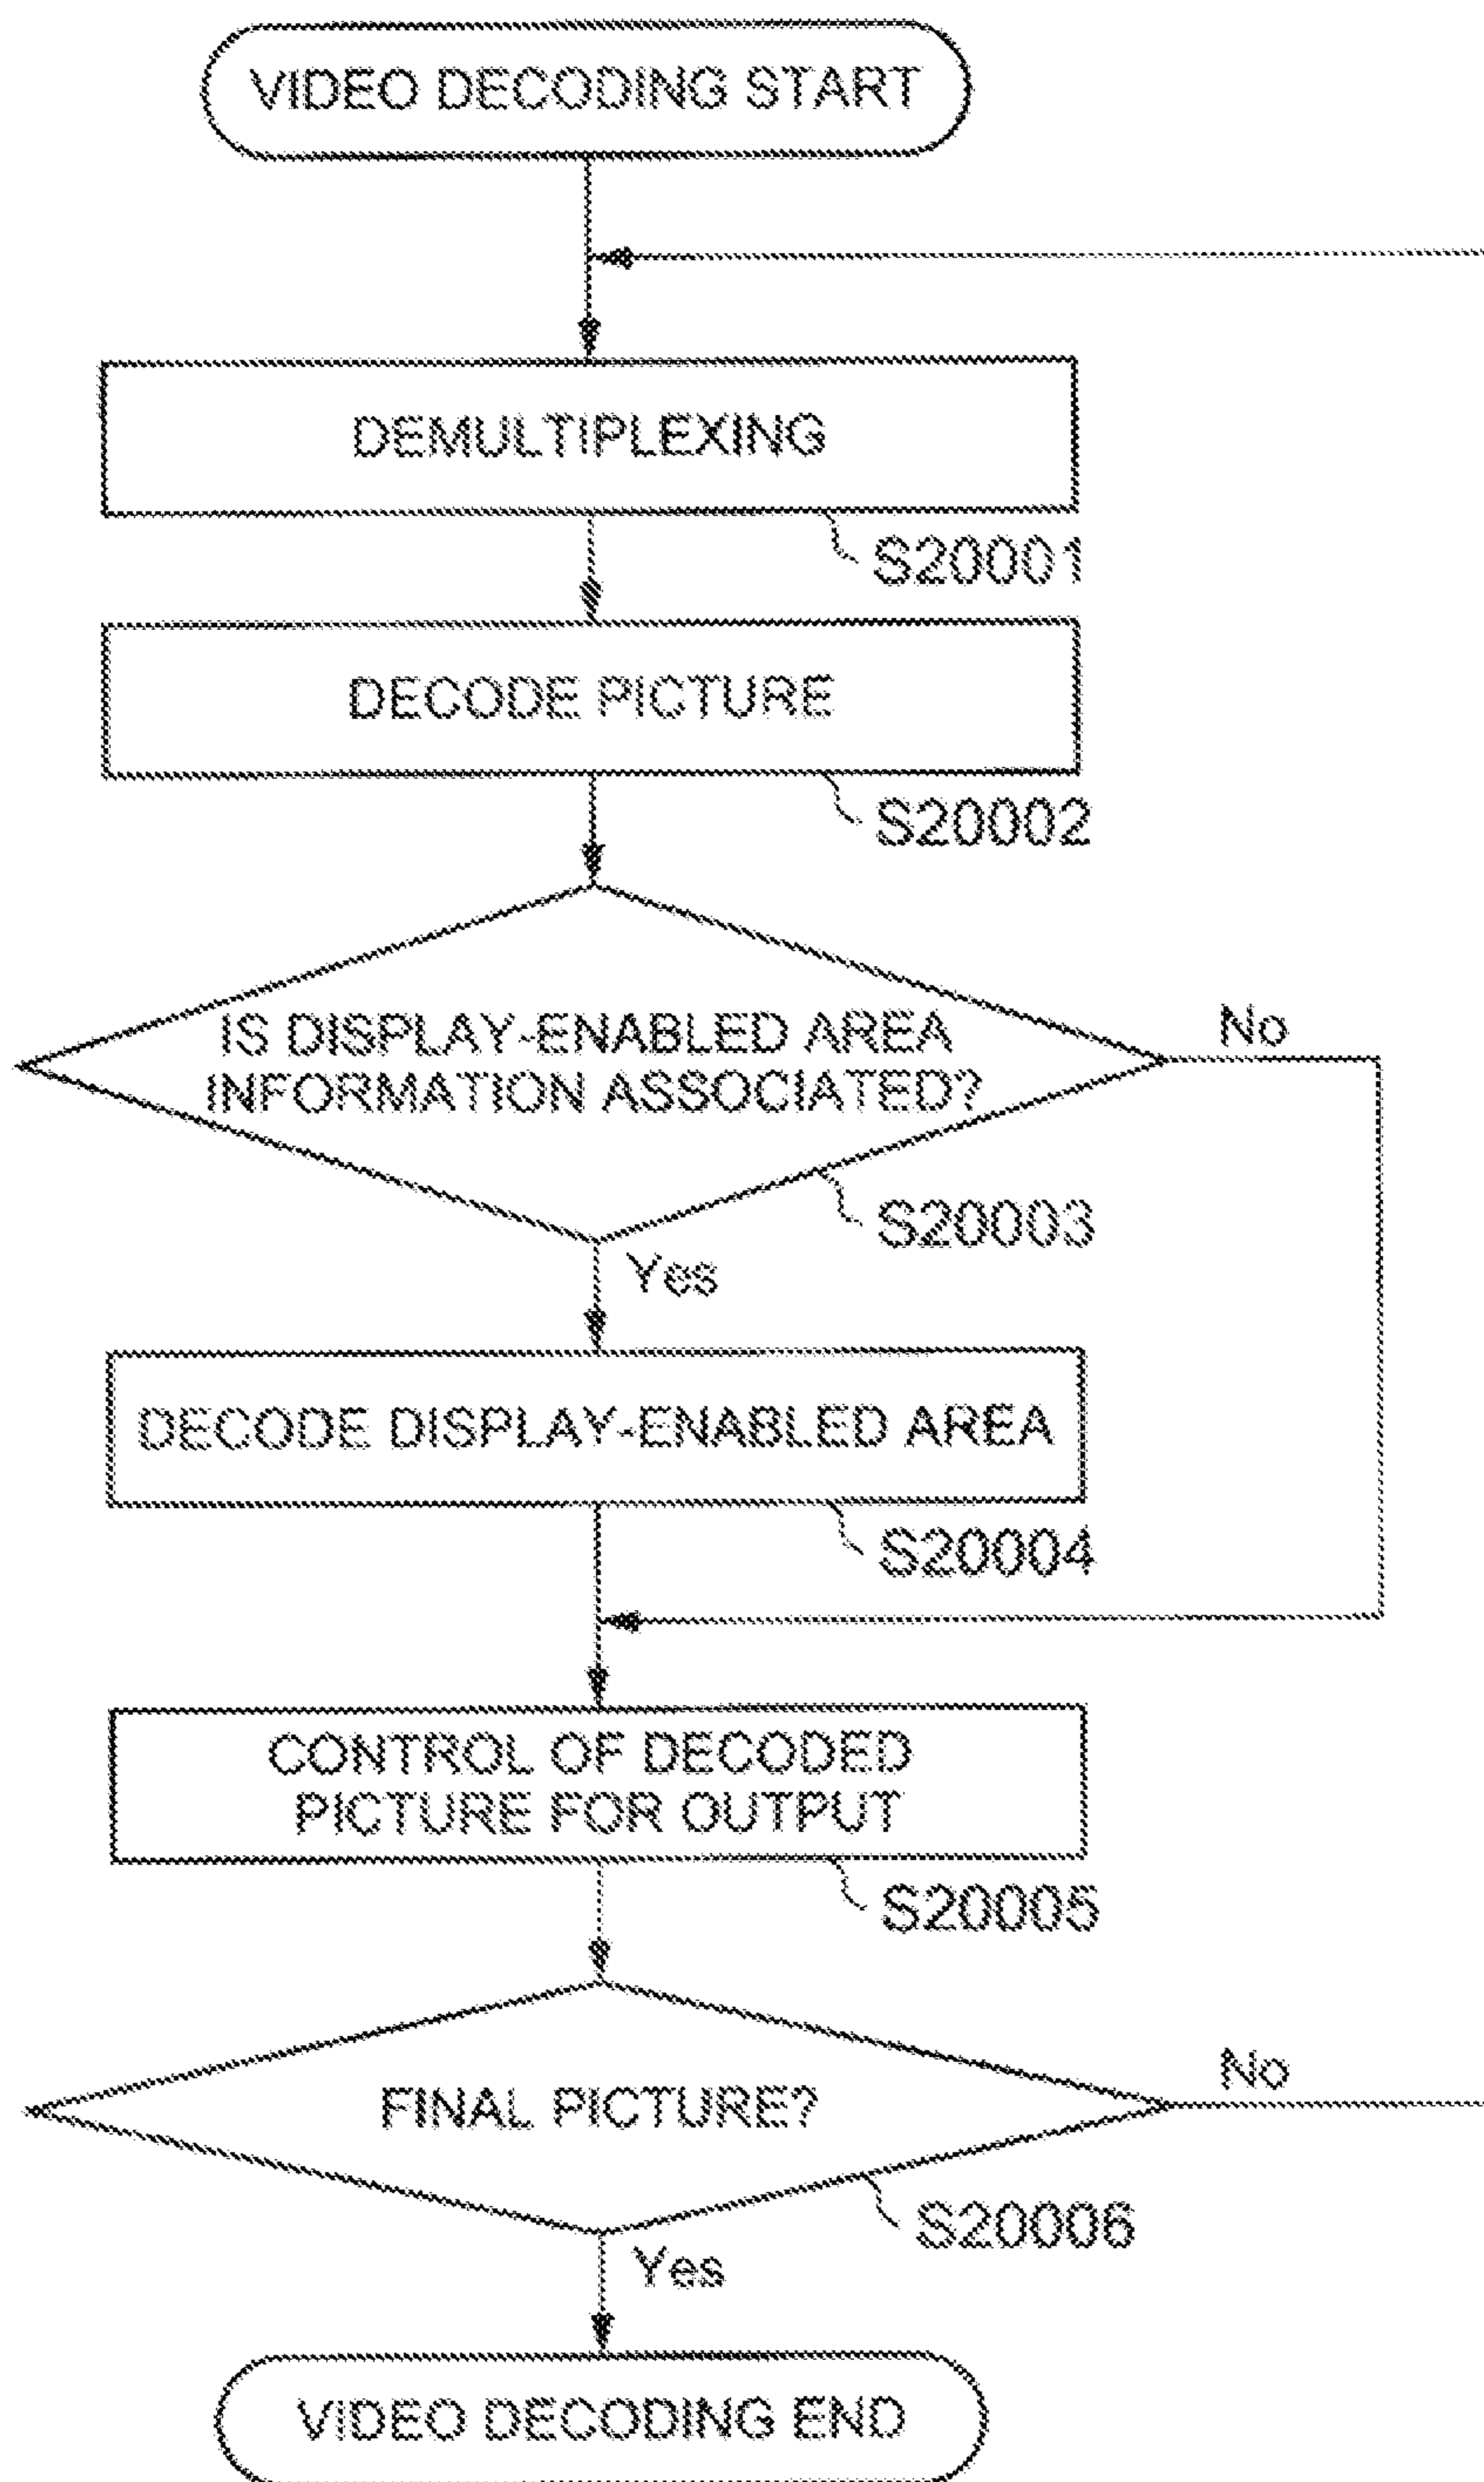 VIDEO DECODING START
DEMULTIPLEXING
S20001
DECODE PICTURE
S20002
IS DISPLAY-ENABLED AREA
INFORMATION ASSOCIATED?
No
S20003
Yes
DECODE DISPLAY-ENABLED AREA
S20004
CONTROL OF DECODED
PICTURE FOR OUTPUT
S20005
FINAL PICTURE?
No
S20006
Yes
VIDEO DECODING END